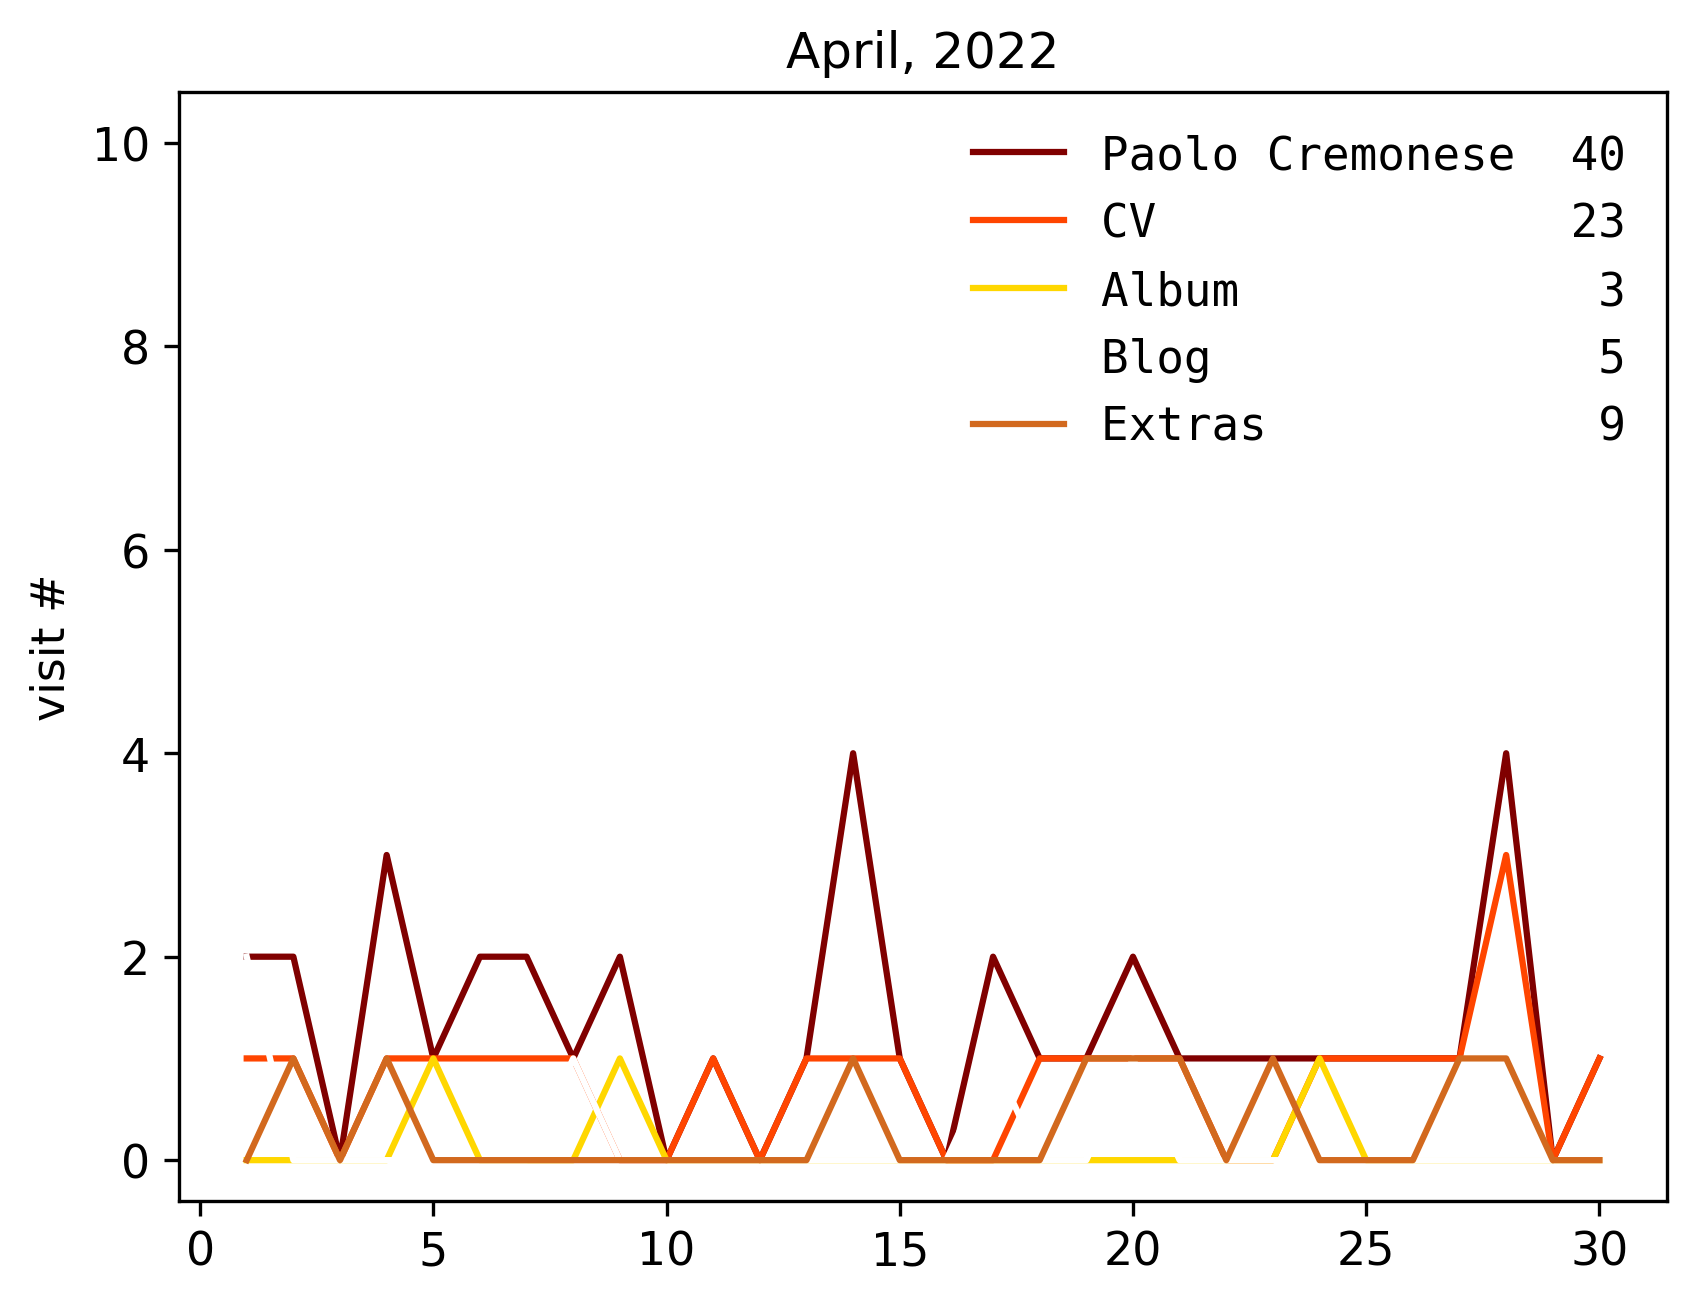 April, 2022
10
8
6
4
2
0
visit #
Paolo Cremonese 40
CV 23
Album 3
Blog 5
Extras 9
0 5 10 15 20 25 30